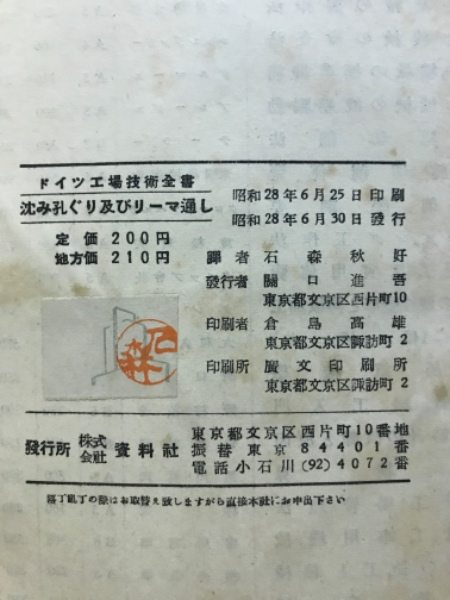 ドイツ工場技術全書
沈み孔ぐり及びリーマ通し
定価 200円
地方価 210円
昭和28年6月25日印刷
昭和28年6月30日發行
譯者 石森秋好
發行者 關口進吾
東京都文京区西片町10
印刷者 倉島高雄
東京都文京区諏訪町2
印刷所 廣文印刷所
東京都文京区諏訪町2
石森
發行所 株式会社 資料社
東京都文京区西片町10番地
振替東京84401番
電話小石川(92)4072番
落丁乱丁の際はお取替え致しますから直接本社にお申出下さい